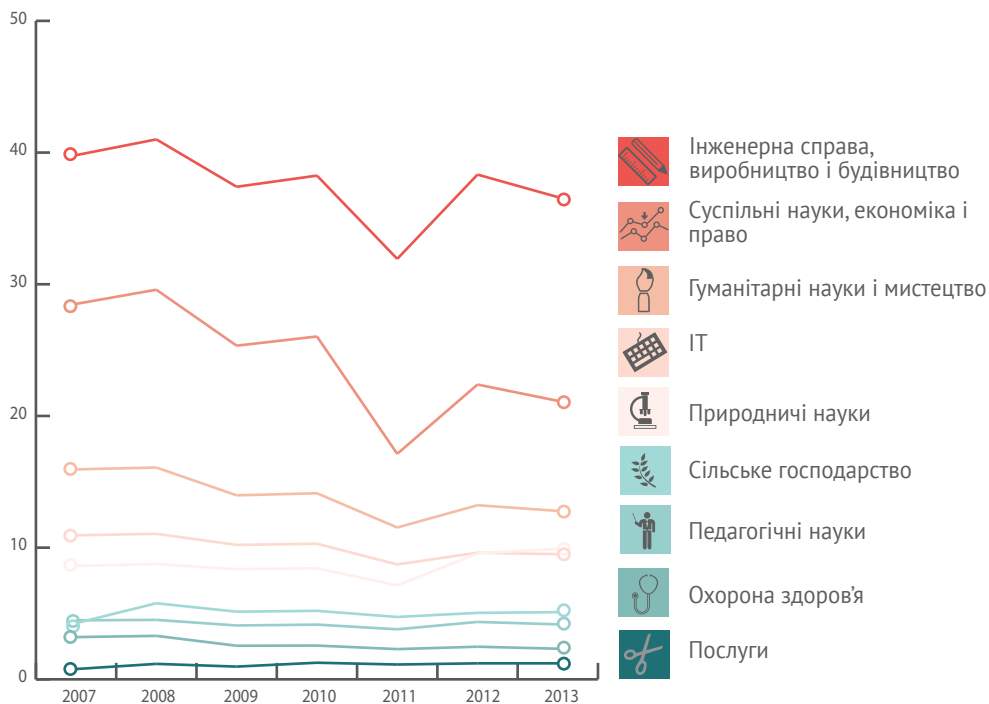 50
40
30
20
10
0
2007 2008 2009 2010 2011 2012 2013
Інженерна справа,
виробництво і будівництво
Суспільні науки, економіка і
право
Гуманітарні науки і мистецтво
ІТ
Природничі науки
Сільське господарство
Педагогічні науки
Охорона здоров’я
Послуги